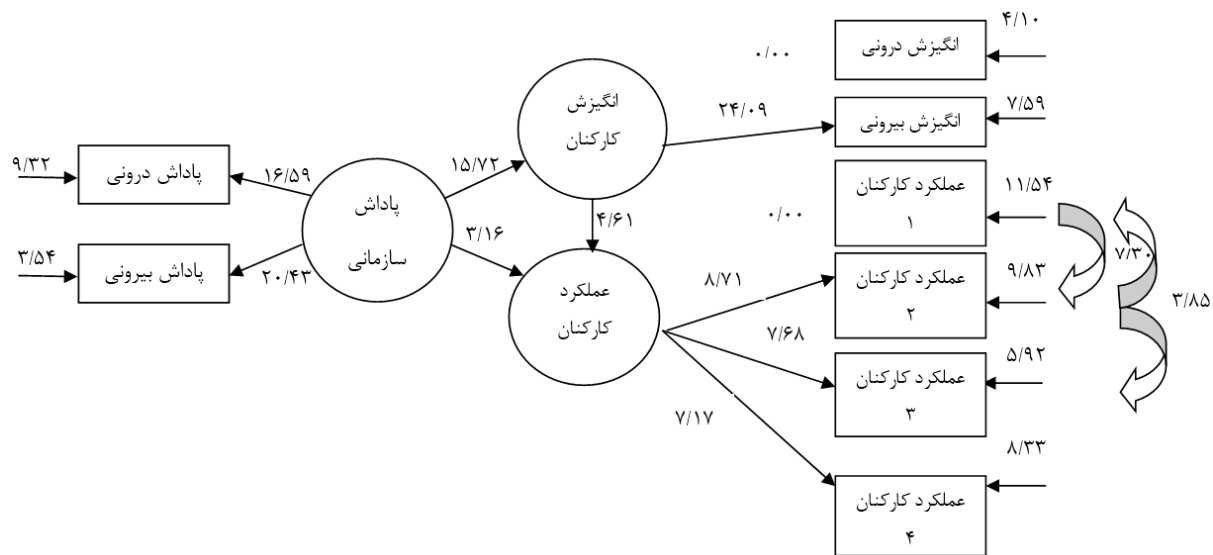 ۴/۱۰
انگیزش درونی
۰/۰۰
انگیزش
کارکنان
۲۴/۰۹
۷/۵۹
انگیزش بیرونی
۹/۳۲
پاداش درونی
۱۶/۵۹
پاداش
سازمانی
۱۵/۷۲
۱۱/۵۴
عملکرد کارکنان
۱
۰/۰۰
۴/۶۱
۳/۱۶
۳/۵۴
پاداش بیرونی
۲۰/۴۳
عملکرد
کارکنان
۸/۷۱
۹/۸۳
عملکرد کارکنان
2
۷/۳۰
۳/۸۵
۷/۶۸
۵/۹۲
عملکرد کارکنان
۳
۷/۱۷
۸/۳۳
عملکرد کارکنان
۴